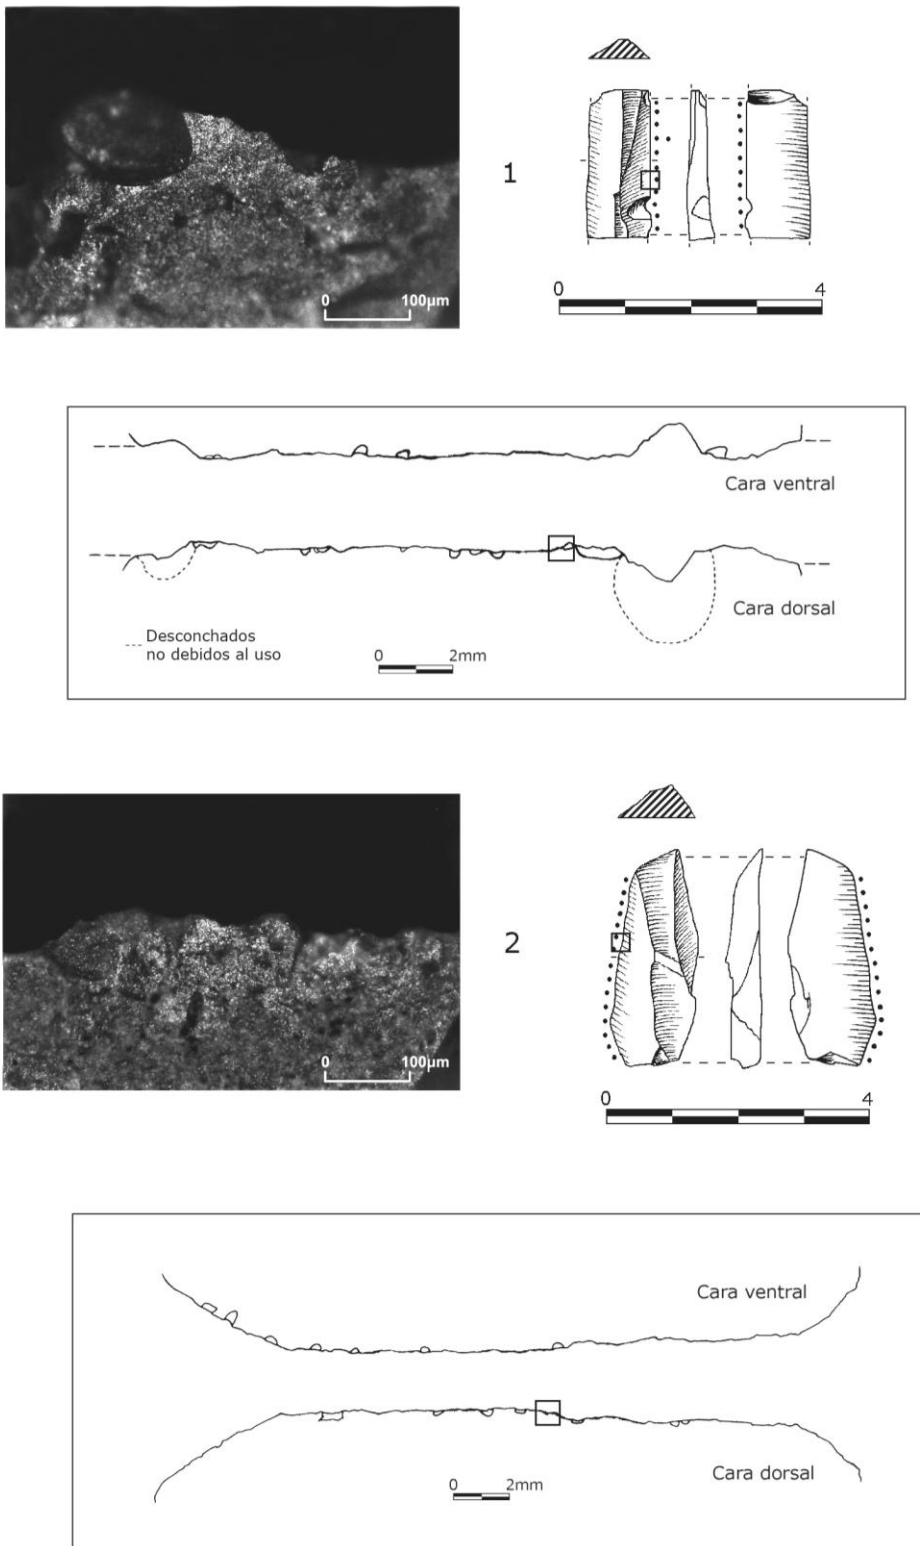 0 100µm
1
0 4
Cara ventral
Cara dorsal
Desconchados
no debidos al uso
0 2mm
0 100µm
2
0 4
Cara ventral
Cara dorsal
0 2mm